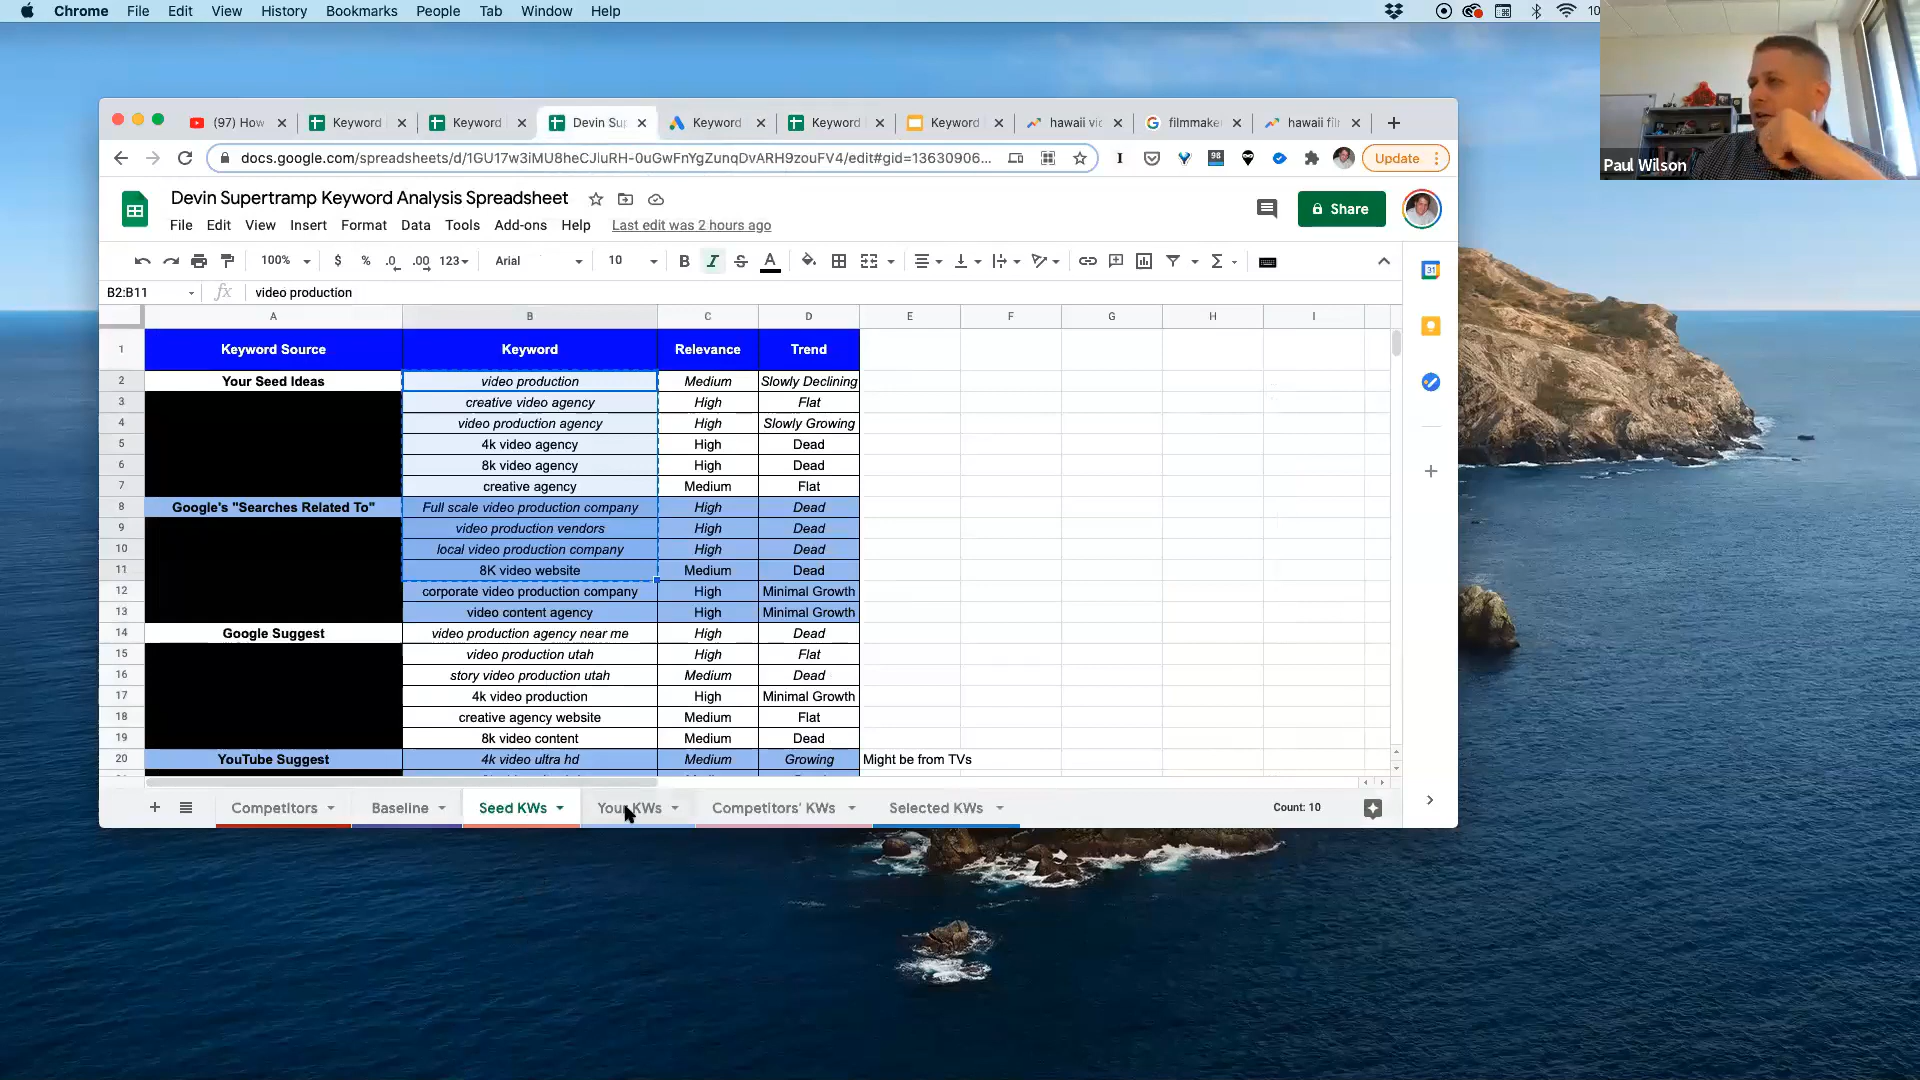 Chrome File Edit View History Bookmarks People Tab Window Help
10
Paul Wilson
(97) How
Keyword
Keyword
Devin Sup
Keyword
Keyword
Keyword
hawaii vid
filmmake
hawaii film
docs.google.com/spreadsheets/d/1GU17w3iMU8heCJluRH-0uGwFnYgZunqDvARH9zouFV4/edit#gid=13630906...
98
Update
Devin Supertramp Keyword Analysis Spreadsheet
Share
File Edit View Insert Format Data Tools Add-ons Help Last edit was 2 hours ago
100% $ % .0 .00 123 Arial 10 B I S A
B2:B11 fx video production
A B C D E F G H I
1 Keyword Source Keyword Relevance Trend
2 Your Seed Ideas video production Medium Slowly Declining
3 creative video agency High Flat
4 video production agency High Slowly Growing
5 4k video agency High Dead
6 8k video agency High Dead
7 creative agency Medium Flat
8 Google's "Searches Related To" Full scale video production company High Dead
9 video production vendors High Dead
10 local video production company High Dead
11 8K video website Medium Dead
12 corporate video production company High Minimal Growth
13 video content agency High Minimal Growth
14 Google Suggest video production agency near me High Dead
15 video production utah High Flat
16 story video production utah Medium Dead
17 4k video production High Minimal Growth
18 creative agency website Medium Flat
19 8k video content Medium Dead
20 YouTube Suggest 4k video ultra hd Medium Growing Might be from TVs
Competitors Baseline Seed KWs Your KWs Competitors' KWs Selected KWs Count: 10